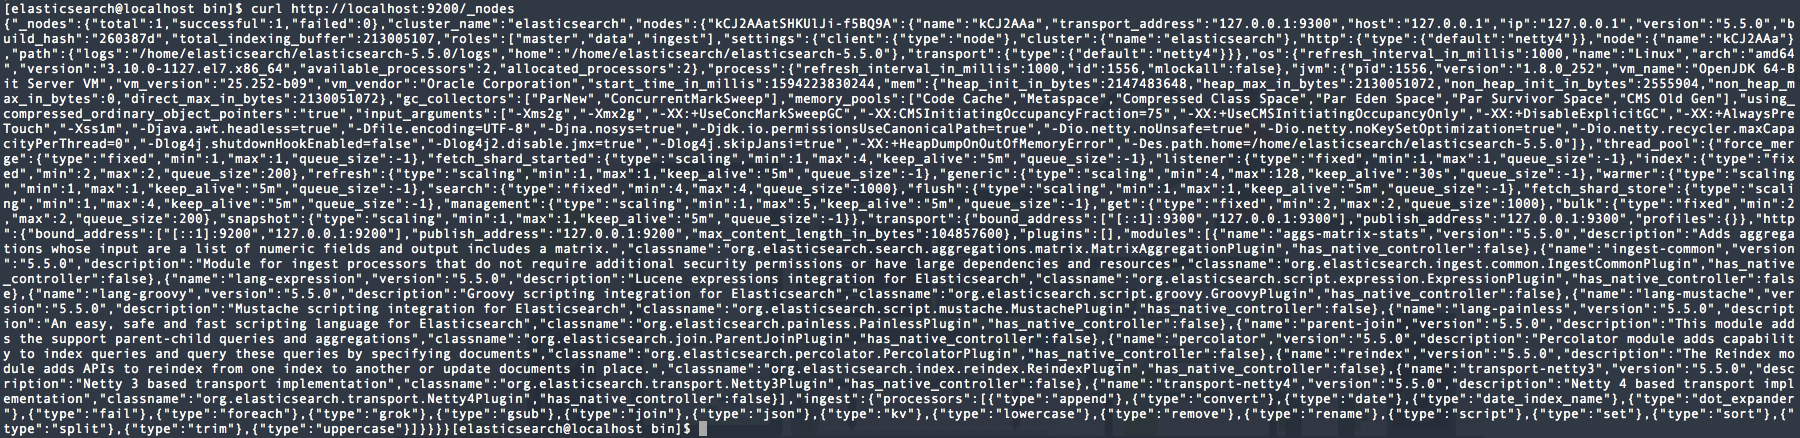 [elasticsearch@localhost bin]$ curl http://localhost:9200/_nodes
{"_nodes":{"total":1,"successful":1,"failed":0},"cluster_name":"elasticsearch","nodes":{"kCJ2AAatSHKUlJi-f5BQ9A":{"name":"kCJ2AAa","transport_address":"127.0.0.1:9300","host":"127.0.0.1","ip":"127.0.0.1","version":"5.5.0","b
uild_hash":"260387d","total_indexing_buffer":213005107,"roles":["master","data","ingest"],"settings":{"client":{"type":"node"},"cluster":{"name":"elasticsearch"},"http":{"type":{"default":"netty4"}},"node":{"name":"kCJ2AAa"}
,"path":{"logs":"/home/elasticsearch/elasticsearch-5.5.0/logs","home":"/home/elasticsearch/elasticsearch-5.5.0"},"transport":{"type":{"default":"netty4"}}},"os":{"refresh_interval_in_millis":1000,"name":"Linux","arch":"amd64
","version":"3.10.0-1127.el7.x86_64","available_processors":2,"allocated_processors":2},"process":{"refresh_interval_in_millis":1000,"id":1556,"mlockall":false},"jvm":{"pid":1556,"version":"1.8.0_252","vm_name":"OpenJDK 64-B
it Server VM","vm_version":"25.252-b09","vm_vendor":"Oracle Corporation","start_time_in_millis":1594223830244,"mem":{"heap_init_in_bytes":2147483648,"heap_max_in_bytes":2130051072,"non_heap_init_in_bytes":2555904,"non_heap_m
ax_in_bytes":0,"direct_max_in_bytes":2130051072},"gc_collectors":["ParNew","ConcurrentMarkSweep"],"memory_pools":["Code Cache","Metaspace","Compressed Class Space","Par Eden Space","Par Survivor Space","CMS Old Gen"],"using_
compressed_ordinary_object_pointers":"true","input_arguments":["-Xms2g","-Xmx2g","-XX:+UseConcMarkSweepGC","-XX:CMSInitiatingOccupancyFraction=75","-XX:+UseCMSInitiatingOccupancyOnly","-XX:+DisableExplicitGC","-XX:+AlwaysPre
Touch","-Xss1m","-Djava.awt.headless=true","-Dfile.encoding=UTF-8","-Djna.nosys=true","-Djdk.io.permissionsUseCanonicalPath=true","-Dio.netty.noUnsafe=true","-Dio.netty.noKeySetOptimization=true","-Dio.netty.recycler.maxCapa
cityPerThread=0","-Dlog4j.shutdownHookEnabled=false","-Dlog4j2.disable.jmx=true","-Dlog4j.skipJansi=true","-XX:+HeapDumpOnOutOfMemoryError","-Des.path.home=/home/elasticsearch/elasticsearch-5.5.0"]},"thread_pool":{"force_mer
ge":{"type":"fixed","min":1,"max":1,"queue_size":-1},"fetch_shard_started":{"type":"scaling","min":1,"max":4,"keep_alive":"5m","queue_size":-1},"listener":{"type":"fixed","min":1,"max":1,"queue_size":-1},"index":{"type":"fix
ed","min":2,"max":2,"queue_size":200},"refresh":{"type":"scaling","min":1,"max":1,"keep_alive":"5m","queue_size":-1},"generic":{"type":"scaling","min":4,"max":128,"keep_alive":"30s","queue_size":-1},"warmer":{"type":"scaling
","min":1,"max":1,"keep_alive":"5m","queue_size":-1},"search":{"type":"fixed","min":4,"max":4,"queue_size":1000},"flush":{"type":"scaling","min":1,"max":1,"keep_alive":"5m","queue_size":-1},"fetch_shard_store":{"type":"scali
ng","min":1,"max":4,"keep_alive":"5m","queue_size":-1},"management":{"type":"scaling","min":1,"max":5,"keep_alive":"5m","queue_size":-1},"get":{"type":"fixed","min":2,"max":2,"queue_size":1000},"bulk":{"type":"fixed","min":2
,"max":2,"queue_size":200},"snapshot":{"type":"scaling","min":1,"max":1,"keep_alive":"5m","queue_size":-1}},"transport":{"bound_address":["[::1]:9300","127.0.0.1:9300"],"publish_address":"127.0.0.1:9300","profiles":{}},"http
":{"bound_address":["[::1]:9200","127.0.0.1:9200"],"publish_address":"127.0.0.1:9200","max_content_length_in_bytes":104857600},"plugins":[],"modules":[{"name":"aggs-matrix-stats","version":"5.5.0","description":"Adds aggrega
tions whose input are a list of numeric fields and output includes a matrix.","classname":"org.elasticsearch.search.aggregations.matrix.MatrixAggregationPlugin","has_native_controller":false},{"name":"ingest-common","version"
:"5.5.0","description":"Module for ingest processors that do not require additional security permissions or have large dependencies and resources","classname":"org.elasticsearch.ingest.common.IngestCommonPlugin","has_native
_controller":false},{"name":"lang-expression","version":"5.5.0","description":"Lucene expressions integration for Elasticsearch","classname":"org.elasticsearch.script.expression.ExpressionPlugin","has_native_controller":fals
e},{"name":"lang-groovy","version":"5.5.0","description":"Groovy scripting integration for Elasticsearch","classname":"org.elasticsearch.script.groovy.GroovyPlugin","has_native_controller":false},{"name":"lang-mustache","ver
sion":"5.5.0","description":"Mustache scripting integration for Elasticsearch","classname":"org.elasticsearch.script.mustache.MustachePlugin","has_native_controller":false},{"name":"lang-painless","version":"5.5.0","descript
ion":"An easy, safe and fast scripting language for Elasticsearch","classname":"org.elasticsearch.painless.PainlessPlugin","has_native_controller":false},{"name":"parent-join","version":"5.5.0","description":"This module add
s the support parent-child queries and aggregations","classname":"org.elasticsearch.join.ParentJoinPlugin","has_native_controller":false},{"name":"percolator","version":"5.5.0","description":"Percolator module adds capabilit
y to index queries and query these queries by specifying documents","classname":"org.elasticsearch.percolator.PercolatorPlugin","has_native_controller":false},{"name":"reindex","version":"5.5.0","description":"The Reindex mo
dule adds APIs to reindex from one index to another or update documents in place.","classname":"org.elasticsearch.index.reindex.ReindexPlugin","has_native_controller":false},{"name":"transport-netty3","version":"5.5.0","desc
ription":"Netty 3 based transport implementation","classname":"org.elasticsearch.transport.Netty3Plugin","has_native_controller":false},{"name":"transport-netty4","version":"5.5.0","description":"Netty 4 based transport impl
ementation","classname":"org.elasticsearch.transport.Netty4Plugin","has_native_controller":false}],"ingest":{"processors":[{"type":"append"},{"type":"convert"},{"type":"date"},{"type":"date_index_name"},{"type":"dot_expander
"},{"type":"fail"},{"type":"foreach"},{"type":"grok"},{"type":"gsub"},{"type":"join"},{"type":"json"},{"type":"kv"},{"type":"lowercase"},{"type":"remove"},{"type":"rename"},{"type":"script"},{"type":"set"},{"type":"sort"},{"
type":"split"},{"type":"trim"},{"type":"uppercase"}]}}}}[elasticsearch@localhost bin]$